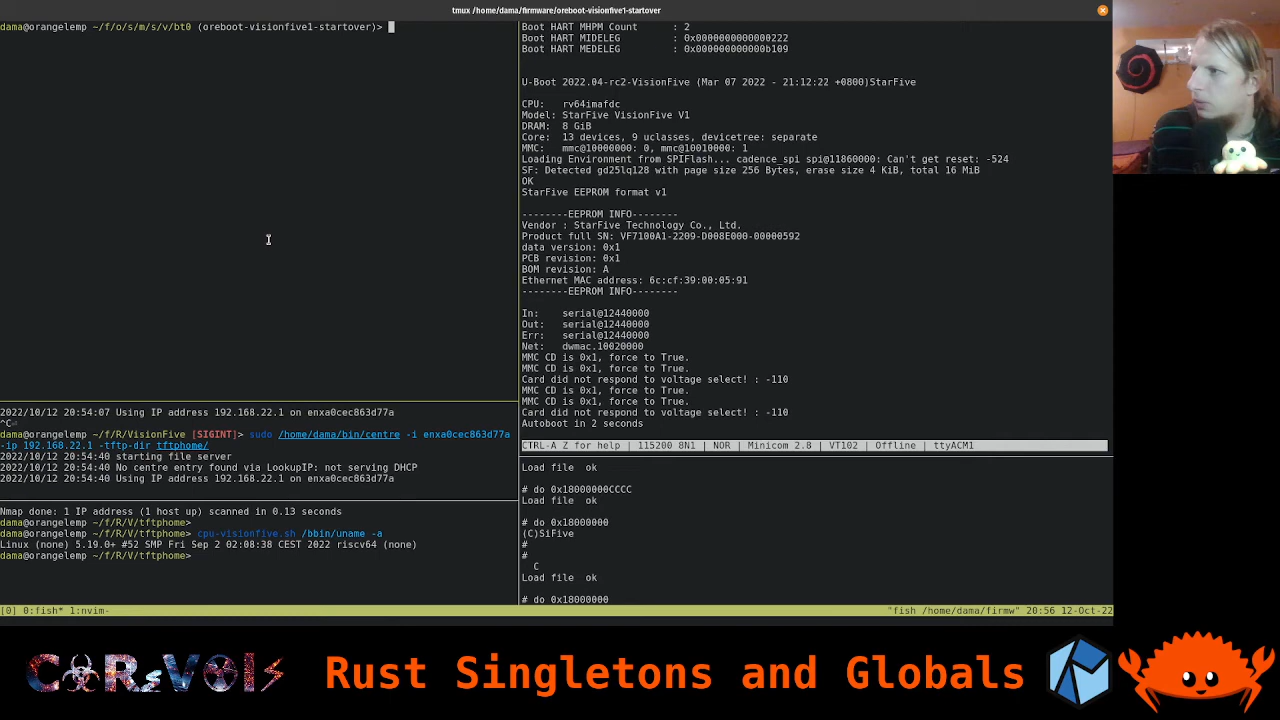 tmux /home/dama/firmware/oreboot-visionfive1-startover
dama@orangelemp ~/f/o/s/m/s/v/bt0 (oreboot-visionfive1-startover)>
2022/10/12 20:54:07 Using IP address 192.168.22.1 on enxa0cec863d77a
^C⏎
dama@orangelemp ~/f/R/VisionFive [SIGINT]> sudo /home/dama/bin/centre -i enxa0cec863d77a
-ip 192.168.22.1 -tftp-dir tftphome/
2022/10/12 20:54:40 starting file server
2022/10/12 20:54:40 No centre entry found via LookupIP: not serving DHCP
2022/10/12 20:54:40 Using IP address 192.168.22.1 on enxa0cec863d77a
Nmap done: 1 IP address (1 host up) scanned in 0.13 seconds
dama@orangelemp ~/f/R/V/tftphome>
dama@orangelemp ~/f/R/V/tftphome> cpu-visionfive.sh /bbin/uname -a
Linux (none) 5.19.0+ #52 SMP Fri Sep 2 02:08:38 CEST 2022 riscv64 (none)
dama@orangelemp ~/f/R/V/tftphome>
Boot HART MHPM Count : 2
Boot HART MIDELEG : 0x0000000000000222
Boot HART MEDELEG : 0x000000000000b109
U-Boot 2022.04-rc2-VisionFive (Mar 07 2022 - 21:12:22 +0800)StarFive
CPU: rv64imafdc
Model: StarFive VisionFive V1
DRAM: 8 GiB
Core: 13 devices, 9 uclasses, devicetree: separate
MMC: mmc@10000000: 0, mmc@10010000: 1
Loading Environment from SPIFlash... cadence_spi spi@11860000: Can't get reset: -524
SF: Detected gd25lq128 with page size 256 Bytes, erase size 4 KiB, total 16 MiB
OK
StarFive EEPROM format v1
--------EEPROM INFO--------
Vendor : StarFive Technology Co., Ltd.
Product full SN: VF7100A1-2209-D008E000-00000592
data version: 0x1
PCB revision: 0x1
BOM revision: A
Ethernet MAC address: 6c:cf:39:00:05:91
--------EEPROM INFO--------
In: serial@12440000
Out: serial@12440000
Err: serial@12440000
Net: dwmac.10020000
MMC CD is 0x1, force to True.
MMC CD is 0x1, force to True.
Card did not respond to voltage select! : -110
MMC CD is 0x1, force to True.
MMC CD is 0x1, force to True.
Card did not respond to voltage select! : -110
Autoboot in 2 seconds
CTRL-A Z for help | 115200 8N1 | NOR | Minicom 2.8 | VT102 | Offline | ttyACM1
Load file ok
# do 0x18000000CCCC
Load file ok
# do 0x18000000
(C)SiFive
#
#
C
Load file ok
# do 0x18000000
[0] 0:fish* 1:nvim- "fish /home/dama/firmw" 20:56 12-Oct-22
Rust Singletons and Globals